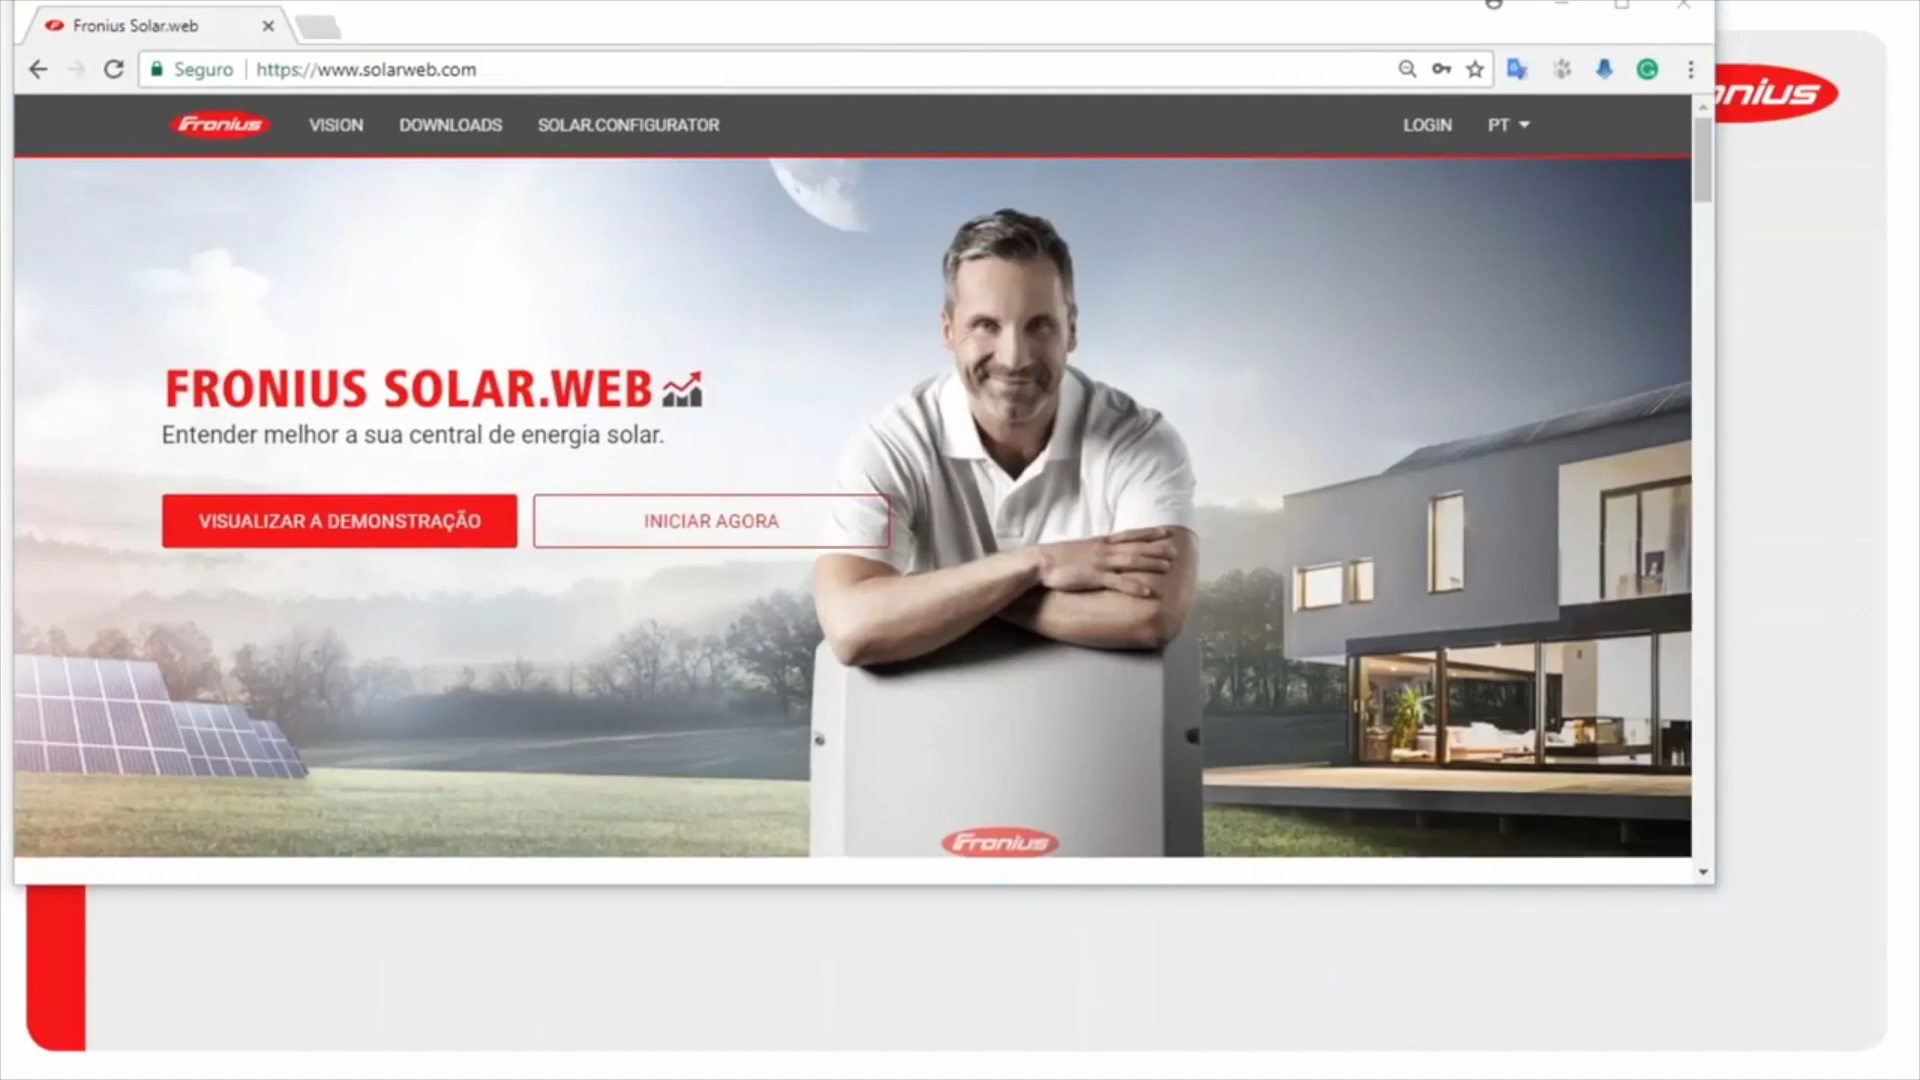 Fronius Solar.web
Seguro
https://www.solarweb.com
Fronius
VISION
DOWNLOADS
SOLAR.CONFIGURATOR
LOGIN
PT
FRONIUS SOLAR.WEB
Entender melhor a sua central de energia solar.
VISUALIZAR A DEMONSTRAÇÃO
INICIAR AGORA
Fronius